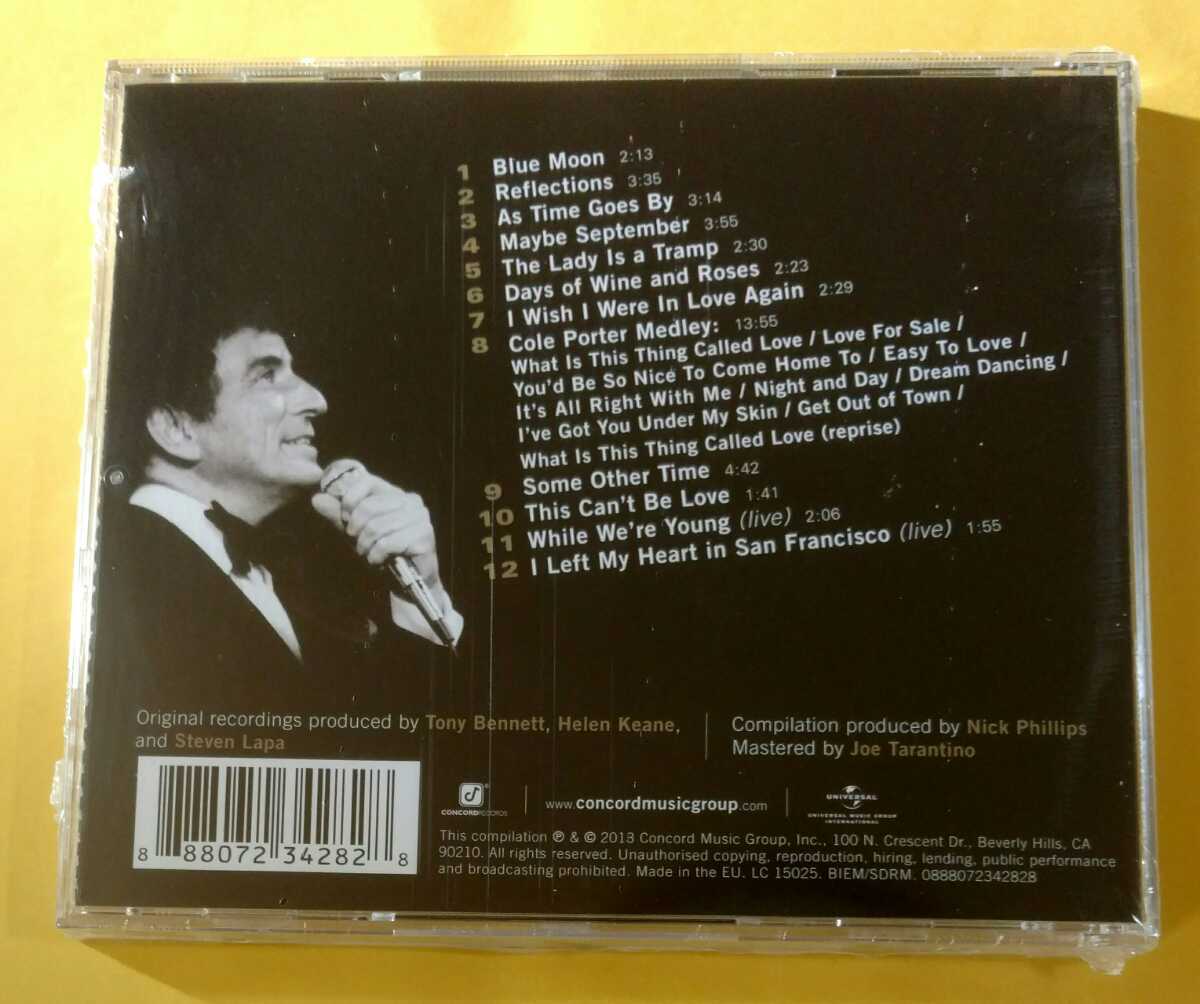 1 Blue Moon 2:13
2 Reflections 3:35
3 As Time Goes By 3:14
4 Maybe September 3:55
5 The Lady Is a Tramp 2:30
6 Days of Wine and Roses 2:23
7 I Wish I Were In Love Again 2:29
8 Cole Porter Medley: 13:55
What Is This Thing Called Love / Love For Sale /
You'd Be So Nice To Come Home To / Easy To Love /
It's All Right With Me / Night and Day / Dream Dancing /
I've Got You Under My Skin / Get Out of Town /
What Is This Thing Called Love (reprise)
9 Some Other Time 4:42
10 This Can't Be Love 1:41
11 While We're Young (live) 2:06
12 I Left My Heart in San Francisco (live) 1:55
Original recordings produced by Tony Bennett, Helen Keane,
and Steven Lapa
Compilation produced by Nick Phillips
Mastered by Joe Tarantino
8 88072 34282 8
CONCORD RECORDS
www.concordmusicgroup.com
UNIVERSAL
UNIVERSAL MUSIC GROUP
INTERNATIONAL
This compilation ℗ & © 2013 Concord Music Group, Inc., 100 N. Crescent Dr., Beverly Hills, CA
90210. All rights reserved. Unauthorised copying, reproduction, hiring, lending, public performance
and broadcasting prohibited. Made in the EU. LC 15025. BIEM/SDRM. 0888072342828